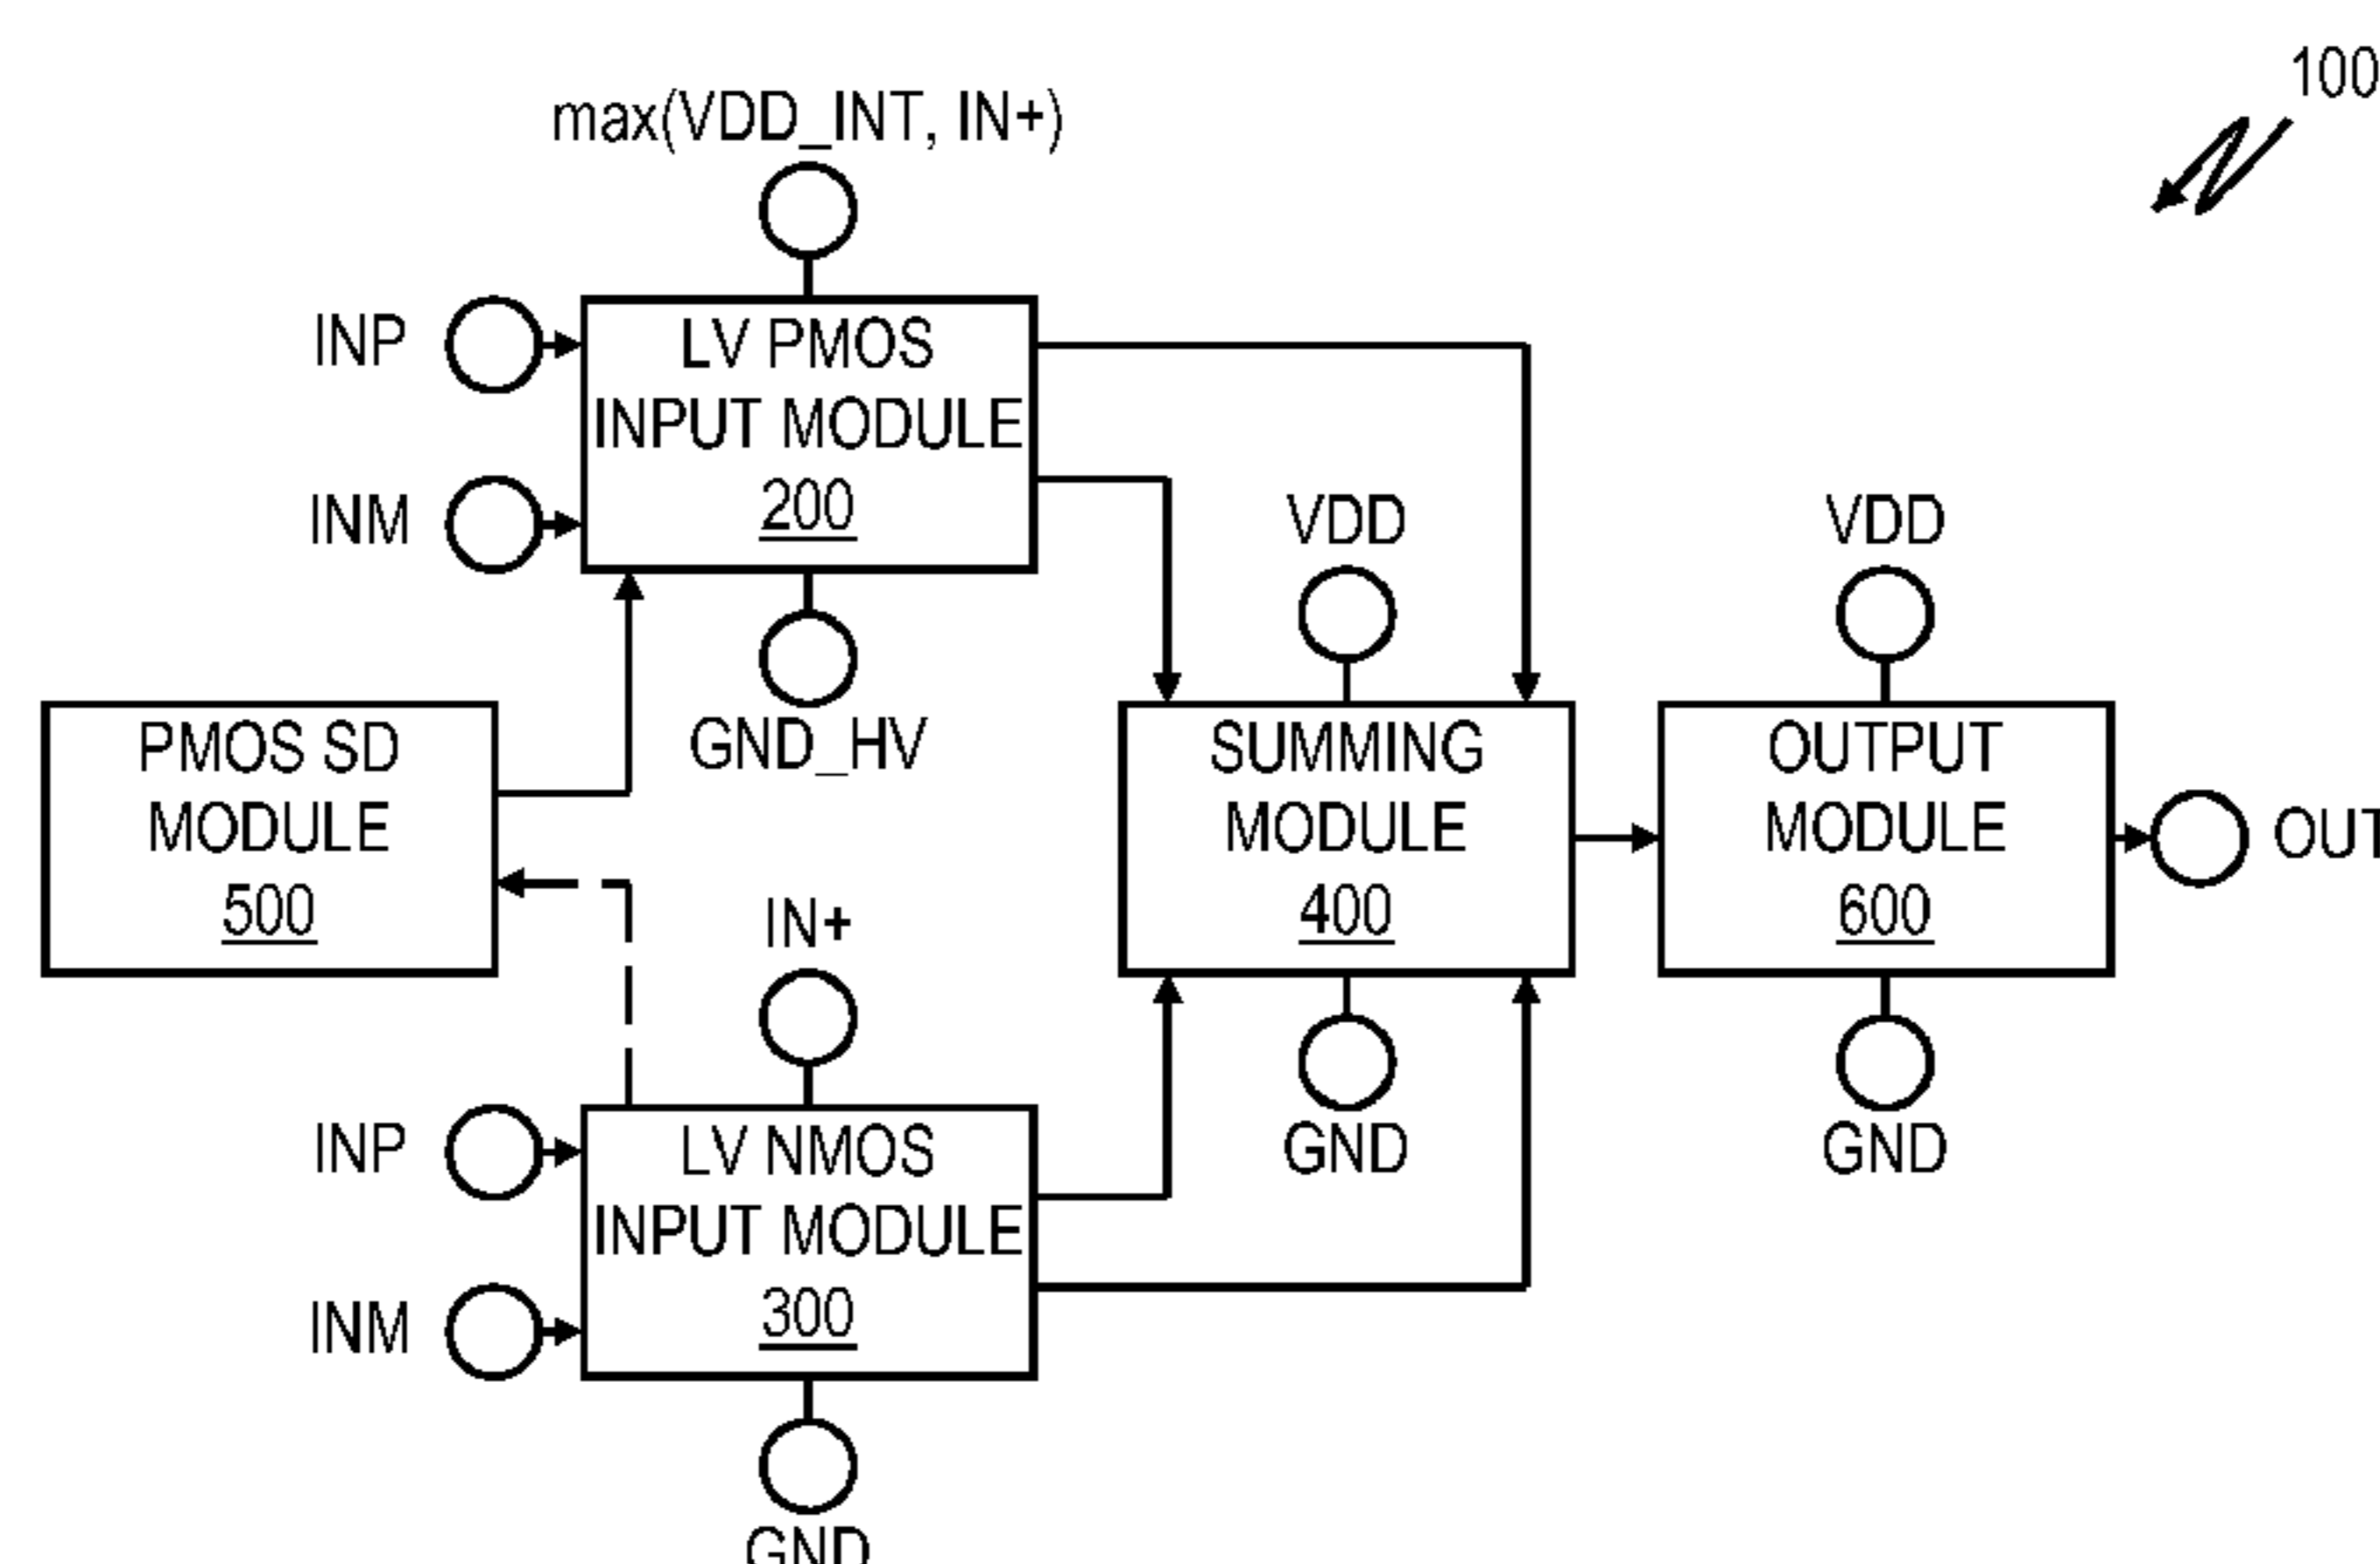 100
max(VDD_INT, IN+)
INP
LV PMOS
INPUT MODULE
200
INM
GND_HV
VDD
VDD
PMOS SD
MODULE
500
SUMMING
MODULE
400
OUTPUT
MODULE
600
OUT
IN+
GND
GND
INP
LV NMOS
INPUT MODULE
300
INM
GND